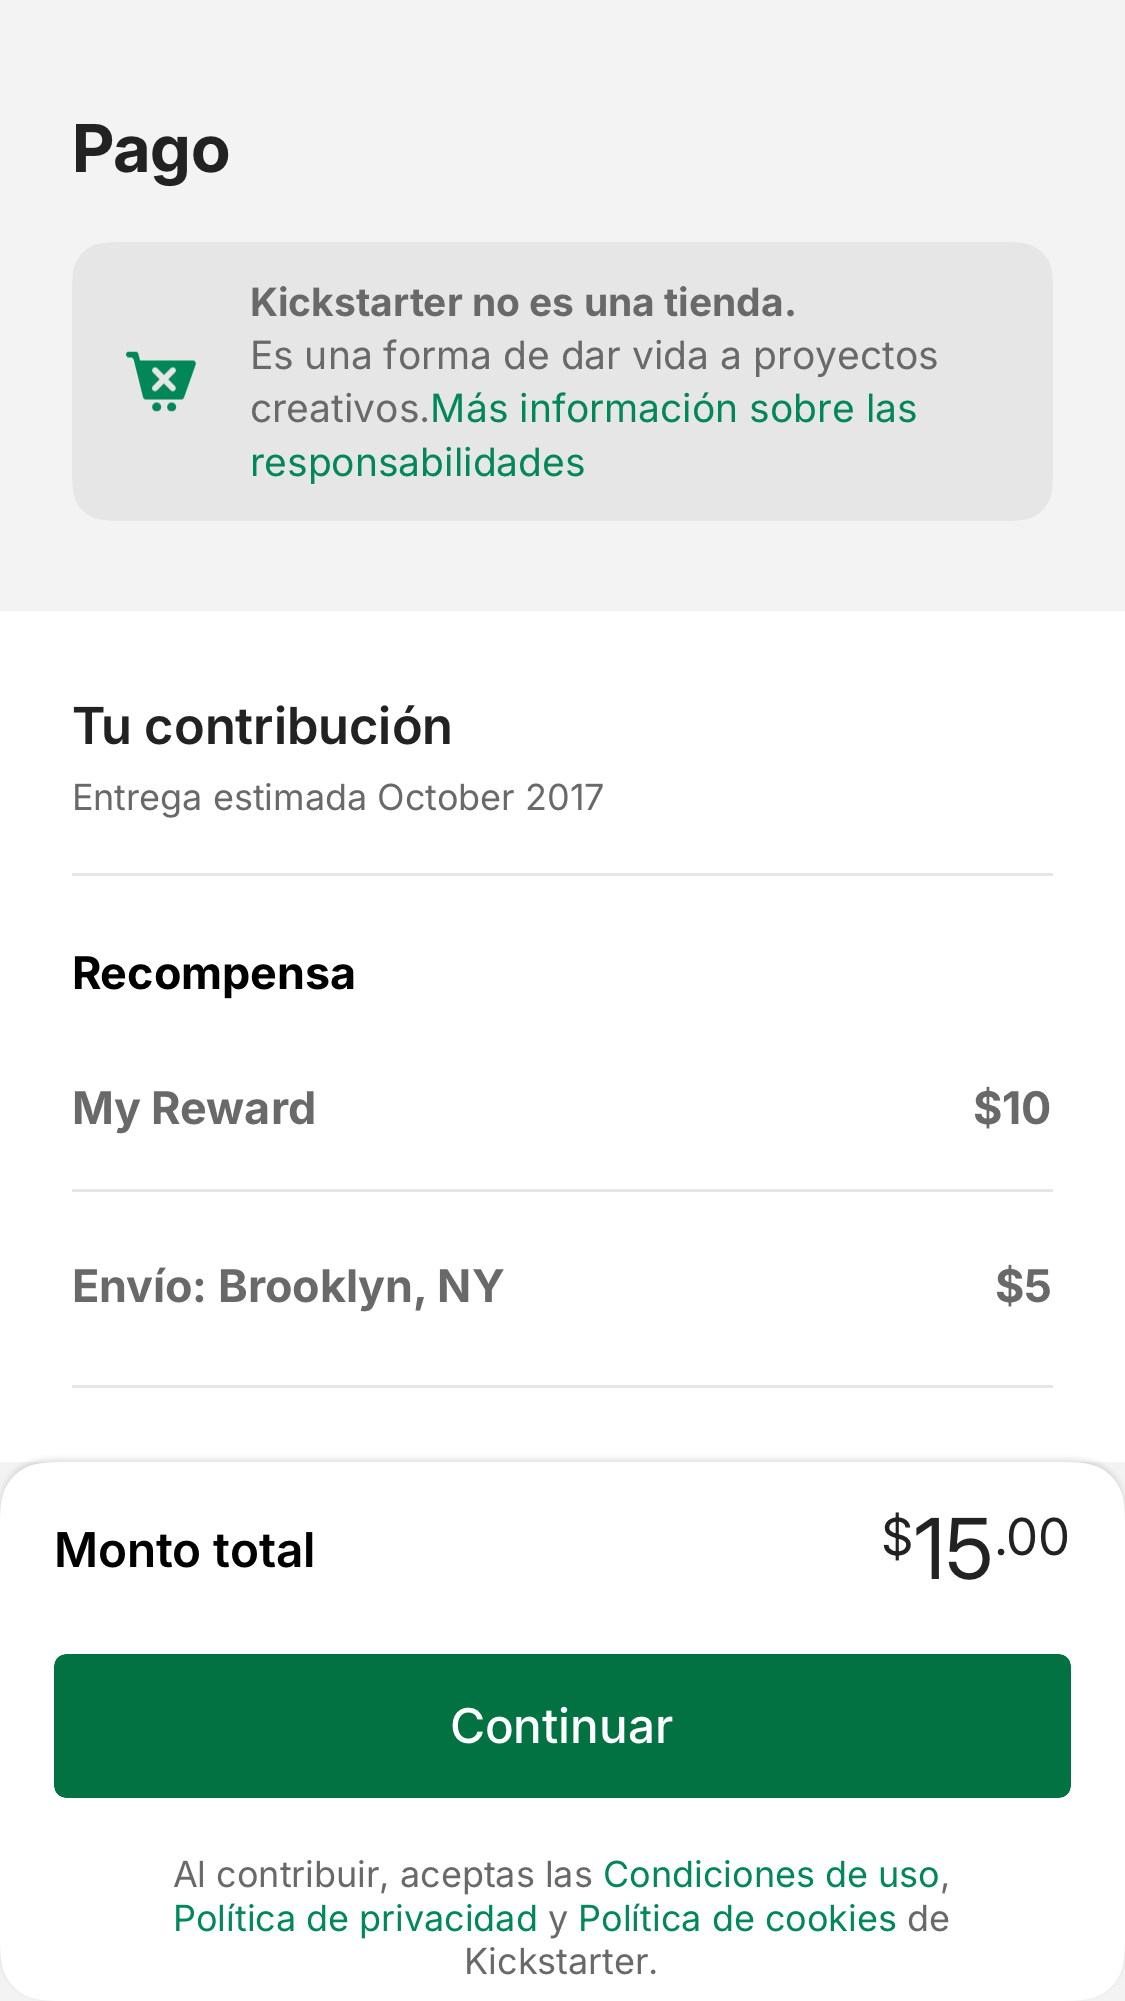 Pago
Kickstarter no es una tienda.
Es una forma de dar vida a proyectos
creativos.Más información sobre las
responsabilidades
Tu contribución
Entrega estimada October 2017
Recompensa
My Reward $10
Envío: Brooklyn, NY $5
Monto total $15.00
Continuar
Al contribuir, aceptas las Condiciones de uso,
Política de privacidad y Política de cookies de
Kickstarter.